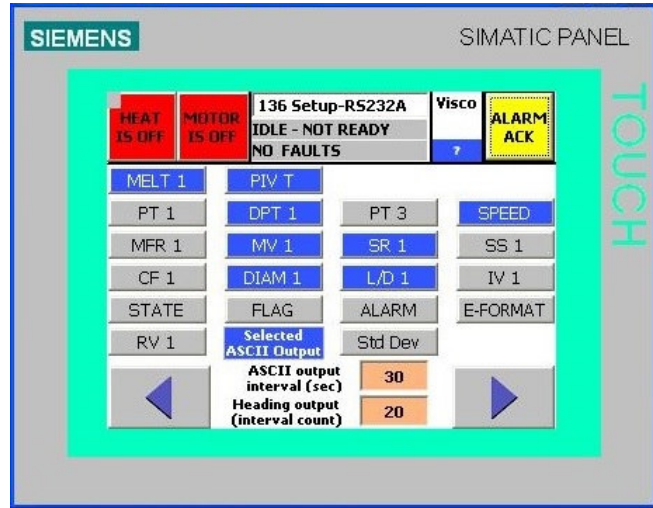 SIEMENS
SIMATIC PANEL
TOUCH
HEAT
IS OFF
MOTOR
IS OFF
136 Setup-RS232A
IDLE - NOT READY
NO FAULTS
Visco
?
ALARM
ACK
MELT 1
PIV T
PT 1
DPT 1
PT 3
SPEED
MFR 1
MV 1
SR 1
SS 1
CF 1
DIAM 1
L/D 1
IV 1
STATE
FLAG
ALARM
E-FORMAT
RV 1
Selected
ASCII Output
Std Dev
ASCII output
interval (sec)
30
Heading output
(interval count)
20